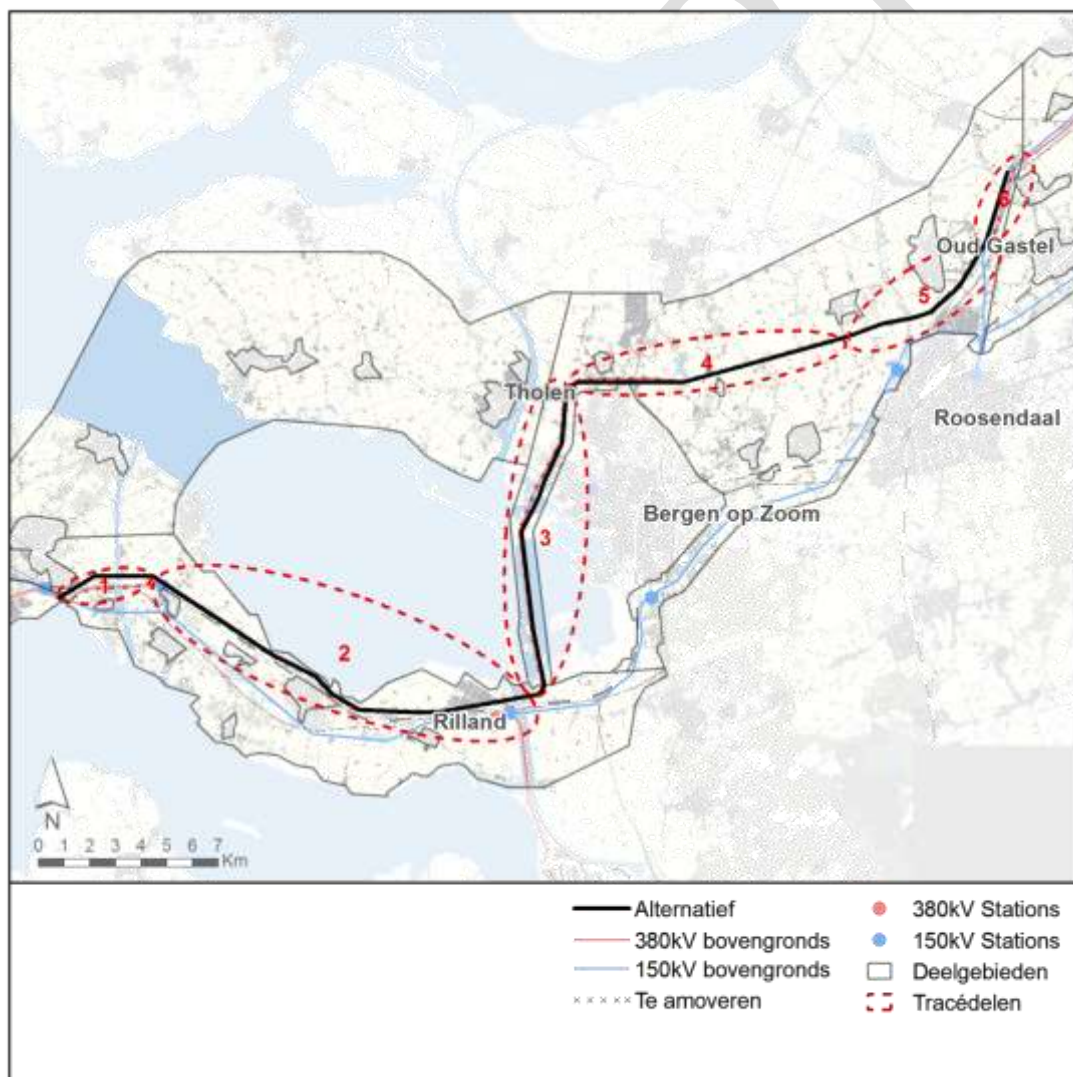 6
Oud Gastel
5
4
Tholen
Roosendaal
Bergen op Zoom
3
1
2
Rilland
N
0 1 2 3 4 5 6 7
Km
Alternatief
380kV Stations
380kV bovengronds
150kV Stations
150kV bovengronds
Deelgebieden
Te amoveren
Tracédelen